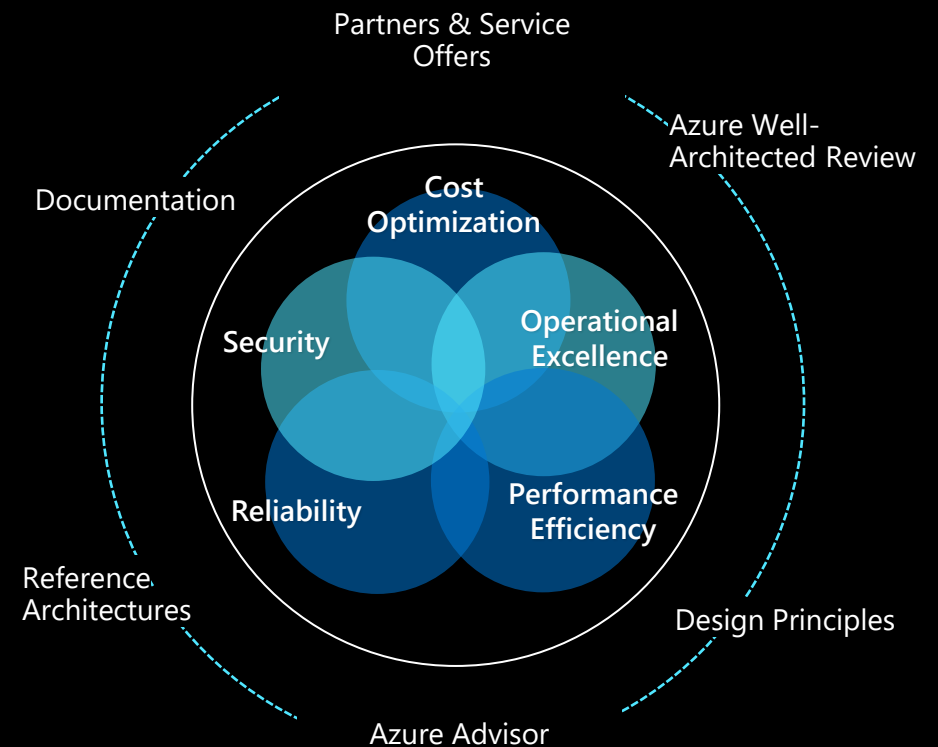 Partners & Service
Offers
Azure Well-
Architected Review
Documentation
Cost
Optimization
Security
Operational
Excellence
Reliability
Performance
Efficiency
Reference
Architectures
Design Principles
Azure Advisor